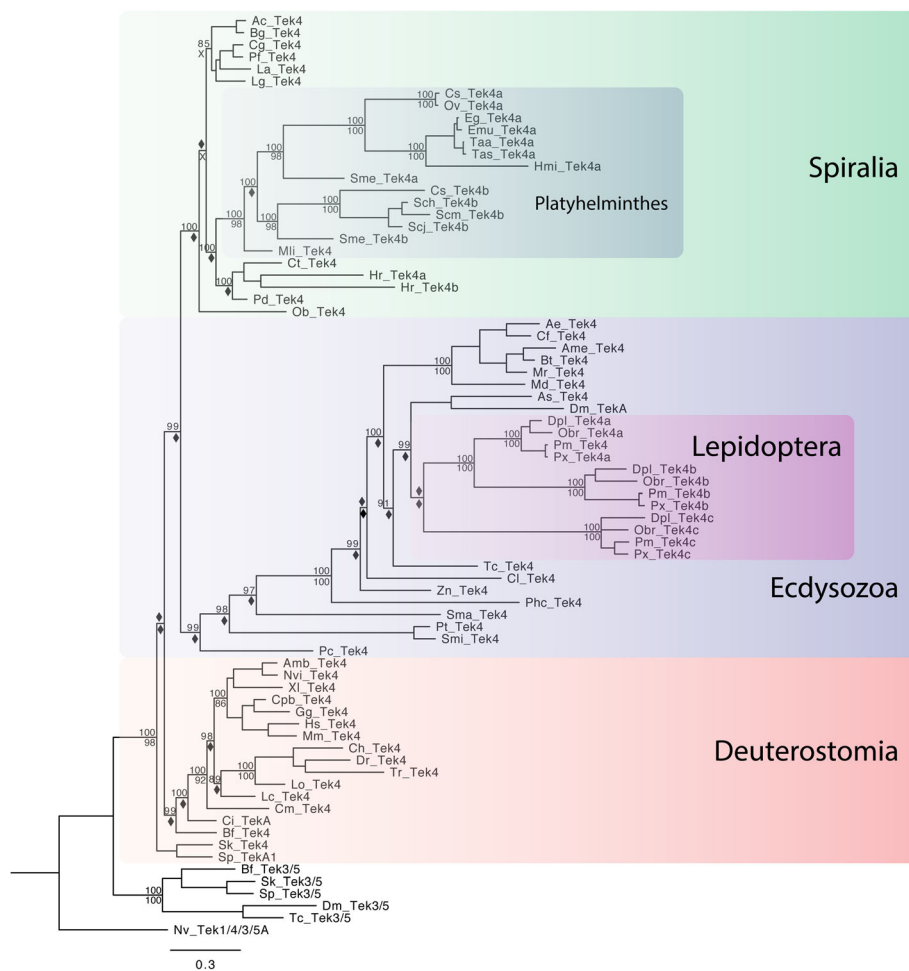 Ac_Tek4
85
Bg_Tek4
X
Cg_Tek4
Pf_Tek4
La_Tek4
Lg_Tek4
100
Cs_Tek4a
100
Ov_Tek4a
100
100
Eg_Tek4a
Emu_Tek4a
100
Taa_Tek4a
100
Tas_Tek4a
X
100
98
Hmi_Tek4a
Spiralia
Sme_Tek4a
100
100
Cs_Tek4b
Sch_Tek4b
Platyhelminthes
Scm_Tek4b
100
98
100
98
Scj_Tek4b
Sme_Tek4b
100
100
Mli_Tek4
Ct_Tek4
Hr_Tek4a
100
Hr_Tek4b
Pd_Tek4
Ob_Tek4
Ae_Tek4
Cf_Tek4
Ame_Tek4
Bt_Tek4
100
100
Mr_Tek4
Md_Tek4
As_Tek4
Dm_TekA
Dpl_Tek4a
99
100
100
100
Obr_Tek4a
Pm_Tek4
Lepidoptera
99
100
100
Px_Tek4a
Dpl_Tek4b
100
100
Obr_Tek4b
Pm_Tek4b
91
Px_Tek4b
Dpl_Tek4c
100
100
Obr_Tek4c
Pm_Tek4c
99
Px_Tek4c
Tc_Tek4
100
100
Cl_Tek4
Ecdysozoa
97
Zn_Tek4
Phc_Tek4
98
Sma_Tek4
99
Pt_Tek4
Smi_Tek4
Pc_Tek4
Amb_Tek4
Nvi_Tek4
Xl_Tek4
100
86
Cpb_Tek4
Gg_Tek4
Hs_Tek4
100
98
98
Mm_Tek4
Ch_Tek4
Deuterostomia
Dr_Tek4
100
92
89
100
100
Tr_Tek4
Lo_Tek4
100
Lc_Tek4
99
Cm_Tek4
Ci_TekA
Bf_Tek4
Sk_Tek4
Sp_TekA1
Bf_Tek3/5
100
100
Sk_Tek3/5
Sp_Tek3/5
Dm_Tek3/5
Tc_Tek3/5
Nv_Tek1/4/3/5A
0.3